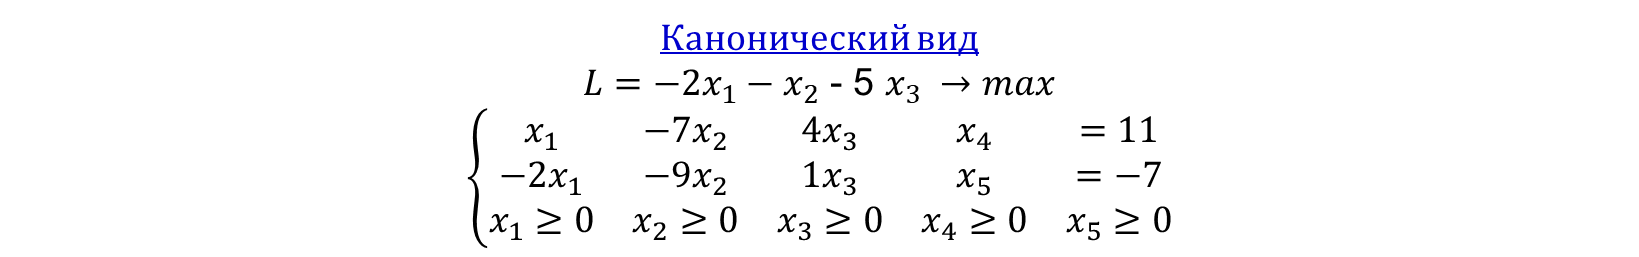 Канонический вид
L = −2x₁ − x₂ - 5 x₃ → max
x₁ −7x₂ 4x₃ x₄ = 11
−2x₁ −9x₂ 1x₃ x₅ = −7
x₁ ≥ 0 x₂ ≥ 0 x₃ ≥ 0 x₄ ≥ 0 x₅ ≥ 0